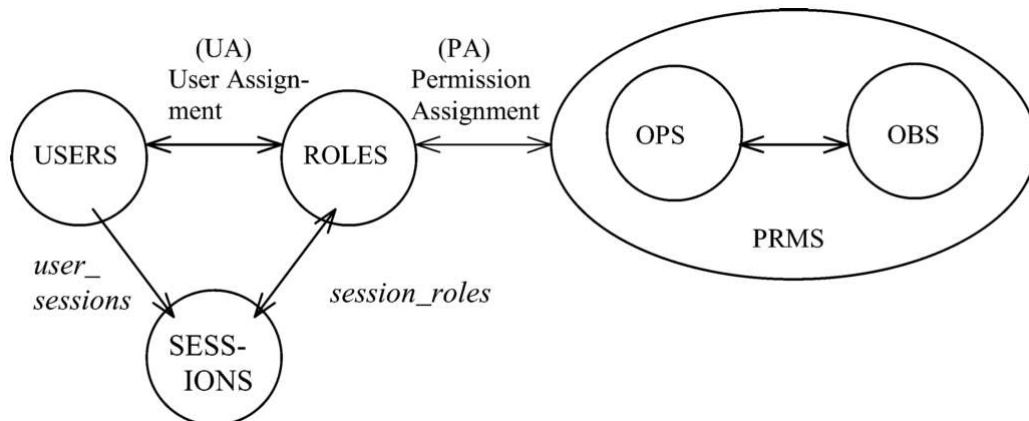 (UA)
User Assign-
ment
(PA)
Permission
Assignment
USERS
ROLES
OPS
OBS
PRMS
user_
sessions
session_roles
SESS-
IONS